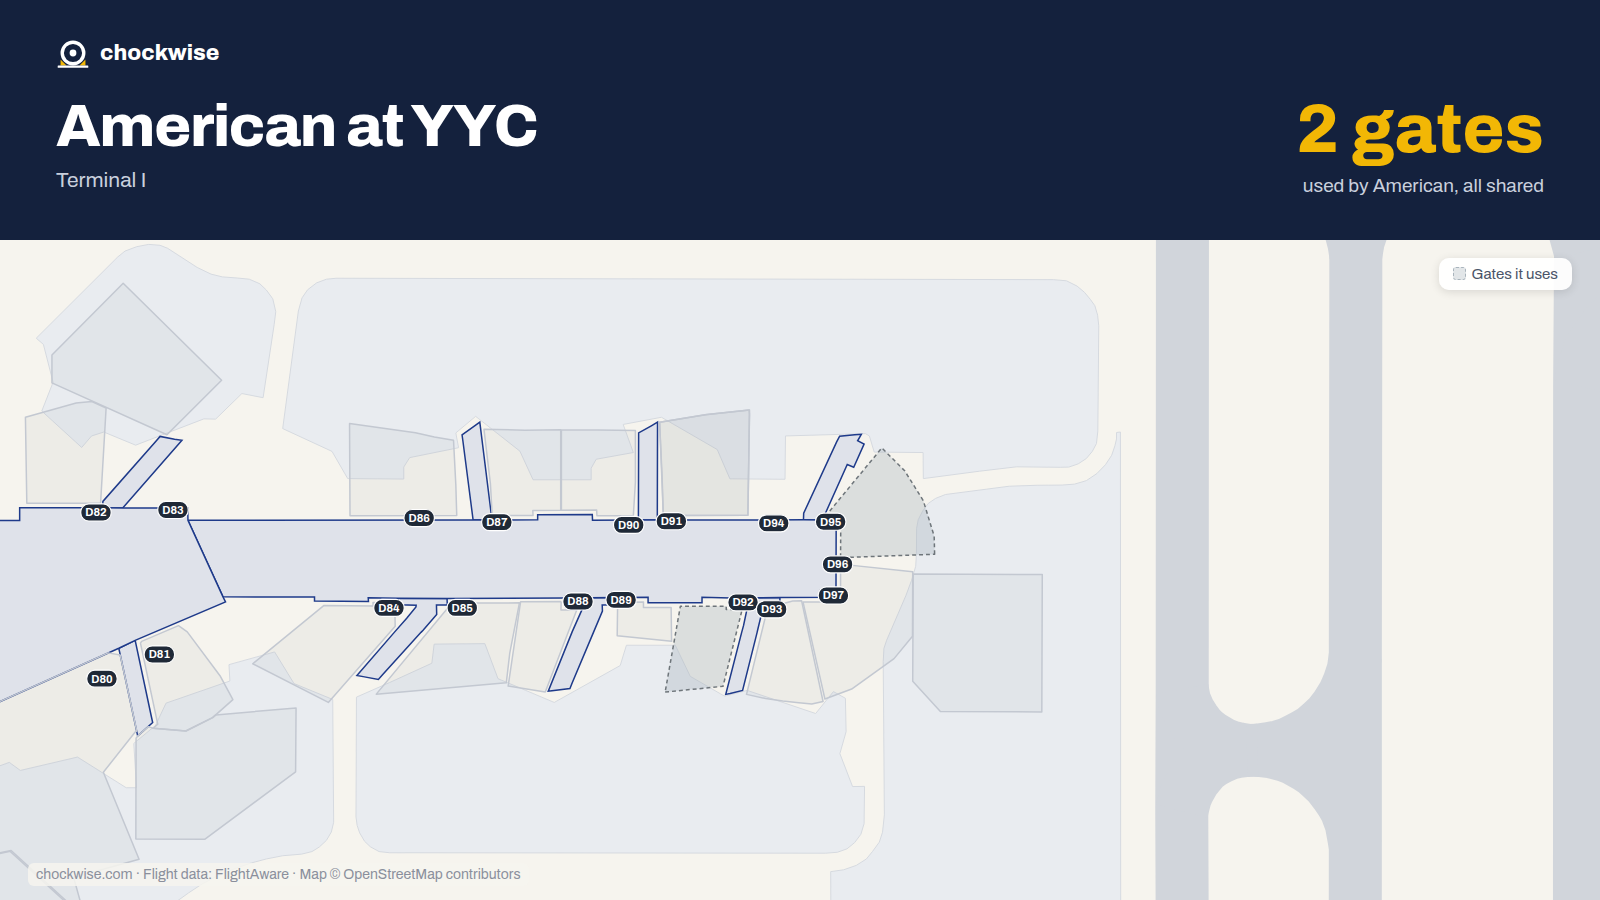 chockwise
American at YYC
2 gates
Terminal I
used by American, all shared
Gates it uses
D82
D83
D86
D87
D90
D91
D94
D95
D96
D97
D84
D85
D88
D89
D92
D93
D81
D80
chockwise.com · Flight data: FlightAware · Map © OpenStreetMap contributors